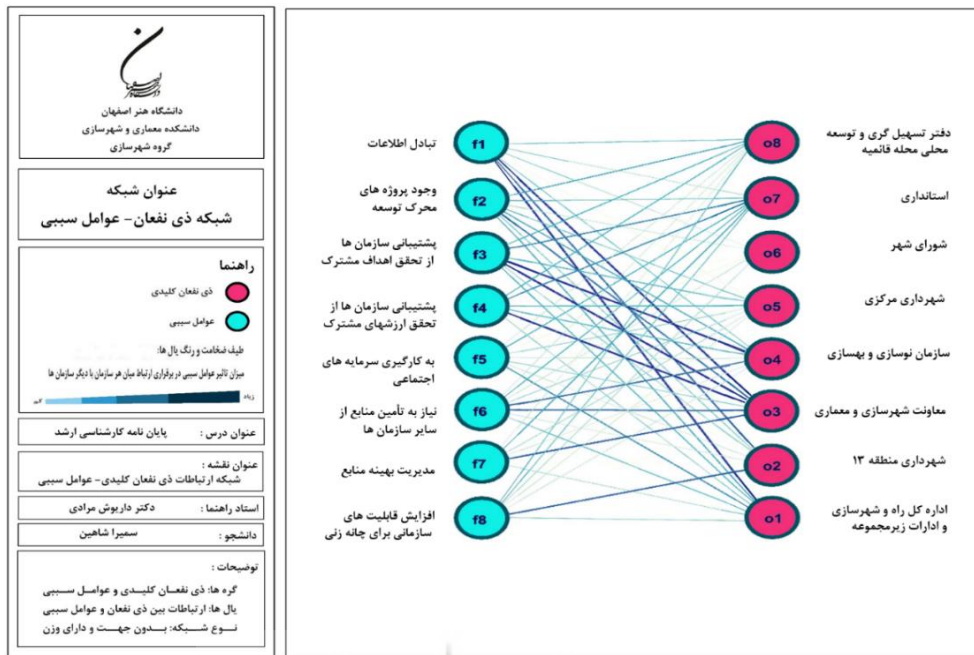 دانشگاه هنر اصفهان
دانشکده معماری و شهرسازی
گروه شهرسازی
عنوان شبکه
شبکه ذی نفعان- عوامل سببی
راهنما
ذی نفعان کلیدی
عوامل سببی
طیف ضخامت و رنگ یال ها:
میزان تاثیر عوامل سببی در برقراری ارتباط میان هر سازمان با دیگر سازمان ها
زیاد
کم
عنوان درس : پایان نامه کارشناسی ارشد
عنوان نقشه :
شبکه ارتباطات ذی نفعان کلیدی- عوامل سببی
استاد راهنما : دکتر داریوش مرادی
دانشجو : سمیرا شاهین
توضیحات :
گره ها: ذی نفعان کلیدی و عوامل سببی
یال ها: ارتباطات بین ذی نفعان و عوامل سببی
نوع شبکه: بدون جهت و دارای وزن
تبادل اطلاعات
f1
وجود پروژه های
محرک توسعه
f2
پشتیبانی سازمان ها
از تحقق اهداف مشترک
f3
پشتیبانی سازمان ها از
تحقق ارزشهای مشترک
f4
به کارگیری سرمایه های
اجتماعی
f5
نیاز به تأمین منابع از
سایر سازمان ها
f6
مدیریت بهینه منابع
f7
افزایش قابلیت های
سازمانی برای چانه زنی
f8
o8
دفتر تسهیل گری و توسعه
محلی محله قائمیه
o7
استانداری
o6
شورای شهر
o5
شهرداری مرکزی
o4
سازمان نوسازی و بهسازی
o3
معاونت شهرسازی و معماری
o2
شهرداری منطقه ۱۳
o1
اداره کل راه و شهرسازی
و ادارات زیرمجموعه